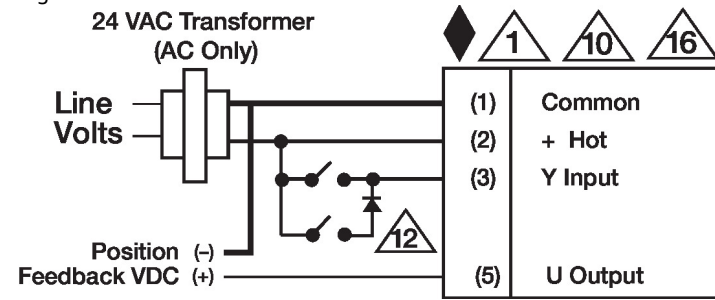 24 VAC Transformer
(AC Only)
1 10 16
Line
Volts
(1) Common
(2) + Hot
(3) Y Input
12
Position (–)
Feedback VDC (+)
(5) U Output